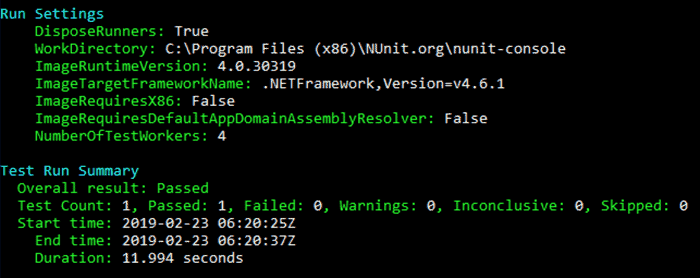 Run Settings
DisposeRunners: True
WorkDirectory: C:\Program Files (x86)\NUnit.org\nunit-console
ImageRuntimeVersion: 4.0.30319
ImageTargetFrameworkName: .NETFramework,Version=v4.6.1
ImageRequiresX86: False
ImageRequiresDefaultAppDomainAssemblyResolver: False
NumberOfTestWorkers: 4
Test Run Summary
Overall result: Passed
Test Count: 1, Passed: 1, Failed: 0, Warnings: 0, Inconclusive: 0, Skipped: 0
Start time: 2019-02-23 06:20:25Z
End time: 2019-02-23 06:20:37Z
Duration: 11.994 seconds